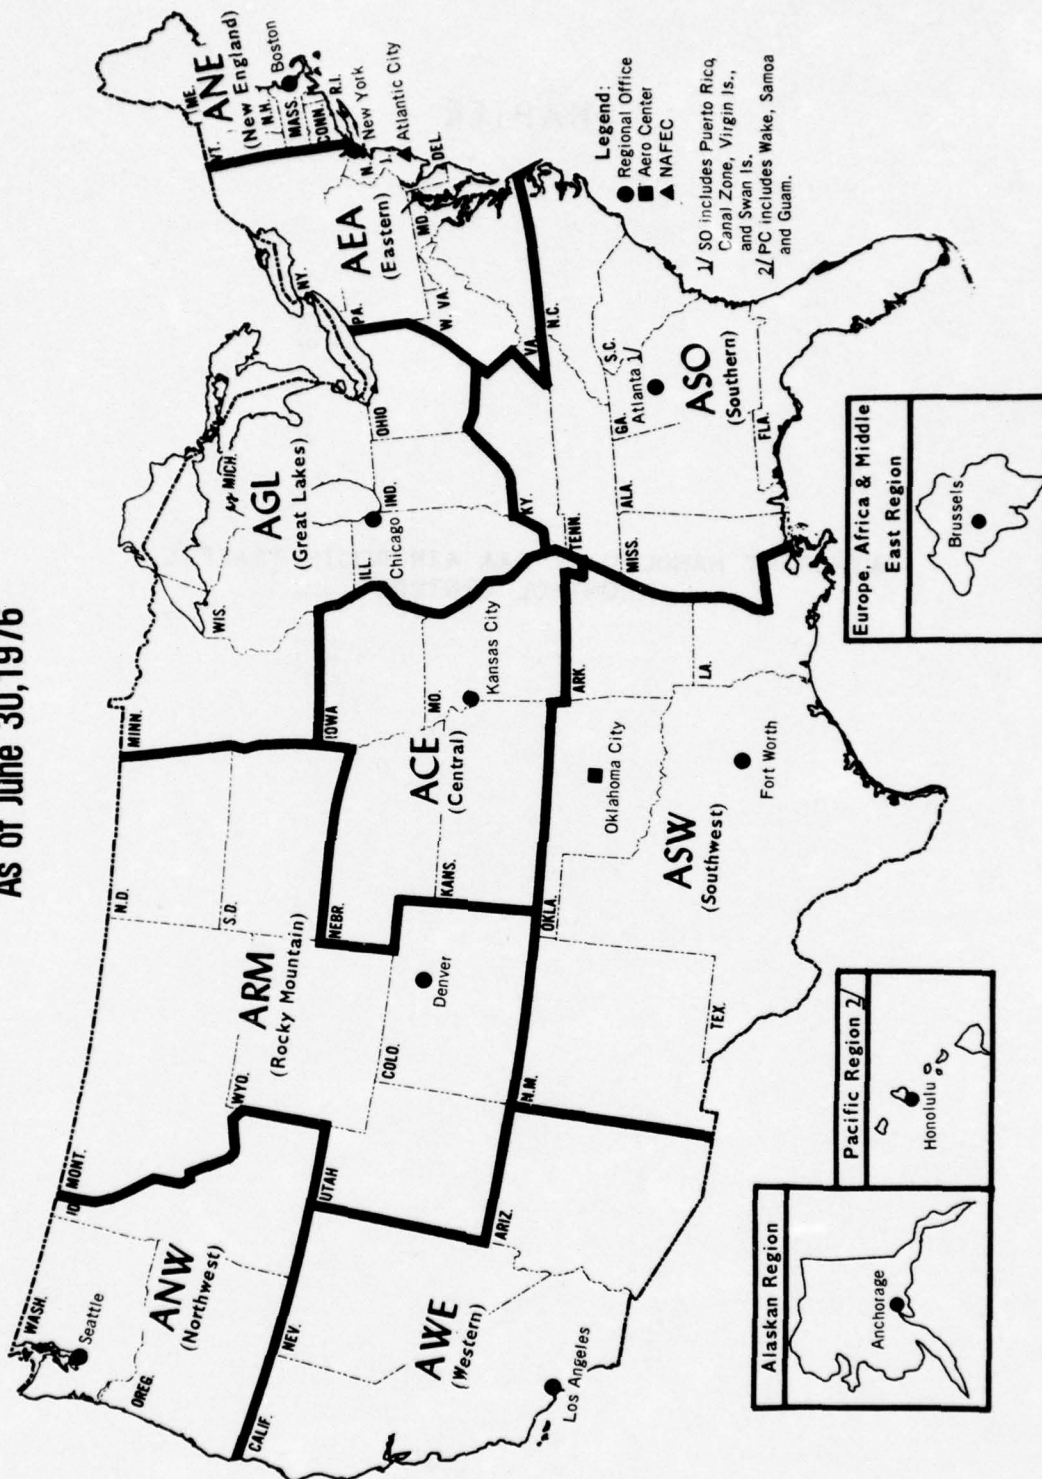 As of June 30, 1976
WASH.
Seattle
OREG.
ANW
(Northwest)
ID
MONT.
N.D.
MINN.
S.D.
WYO.
ARM
(Rocky Mountain)
NEBR.
IOWA
WIS.
MICH.
AGL
(Great Lakes)
ILL.
Chicago
IND.
OHIO
PA.
N.Y.
AEA
(Eastern)
W. VA.
MD.
DEL.
N.
J.
VT.
ME.
ANE
(New England)
N.H.
MASS.
Boston
CONN.
R.I.
New York
Atlantic City
CALIF.
NEV.
UTAH
COLO.
Denver
KANS.
ACE
(Central)
MO.
Kansas City
KY.
VA.
AWE
(Western)
Los Angeles
ARIZ.
N.M.
OKLA.
Oklahoma City
ARK.
TENN.
N.C.
TEX.
ASW
(Southwest)
Fort Worth
LA.
MISS.
ALA.
GA.
S.C.
Atlanta 1/
ASO
(Southern)
FLA.
Legend:
● Regional Office
■ Aero Center
▲ NAFEC
1/ SO includes Puerto Rico,
Canal Zone, Virgin Is.,
and Swan Is.
2/ PC includes Wake, Samoa
and Guam.
Alaskan Region
Anchorage
Pacific Region 2/
Honolulu
Europe, Africa & Middle
East Region
Brussels